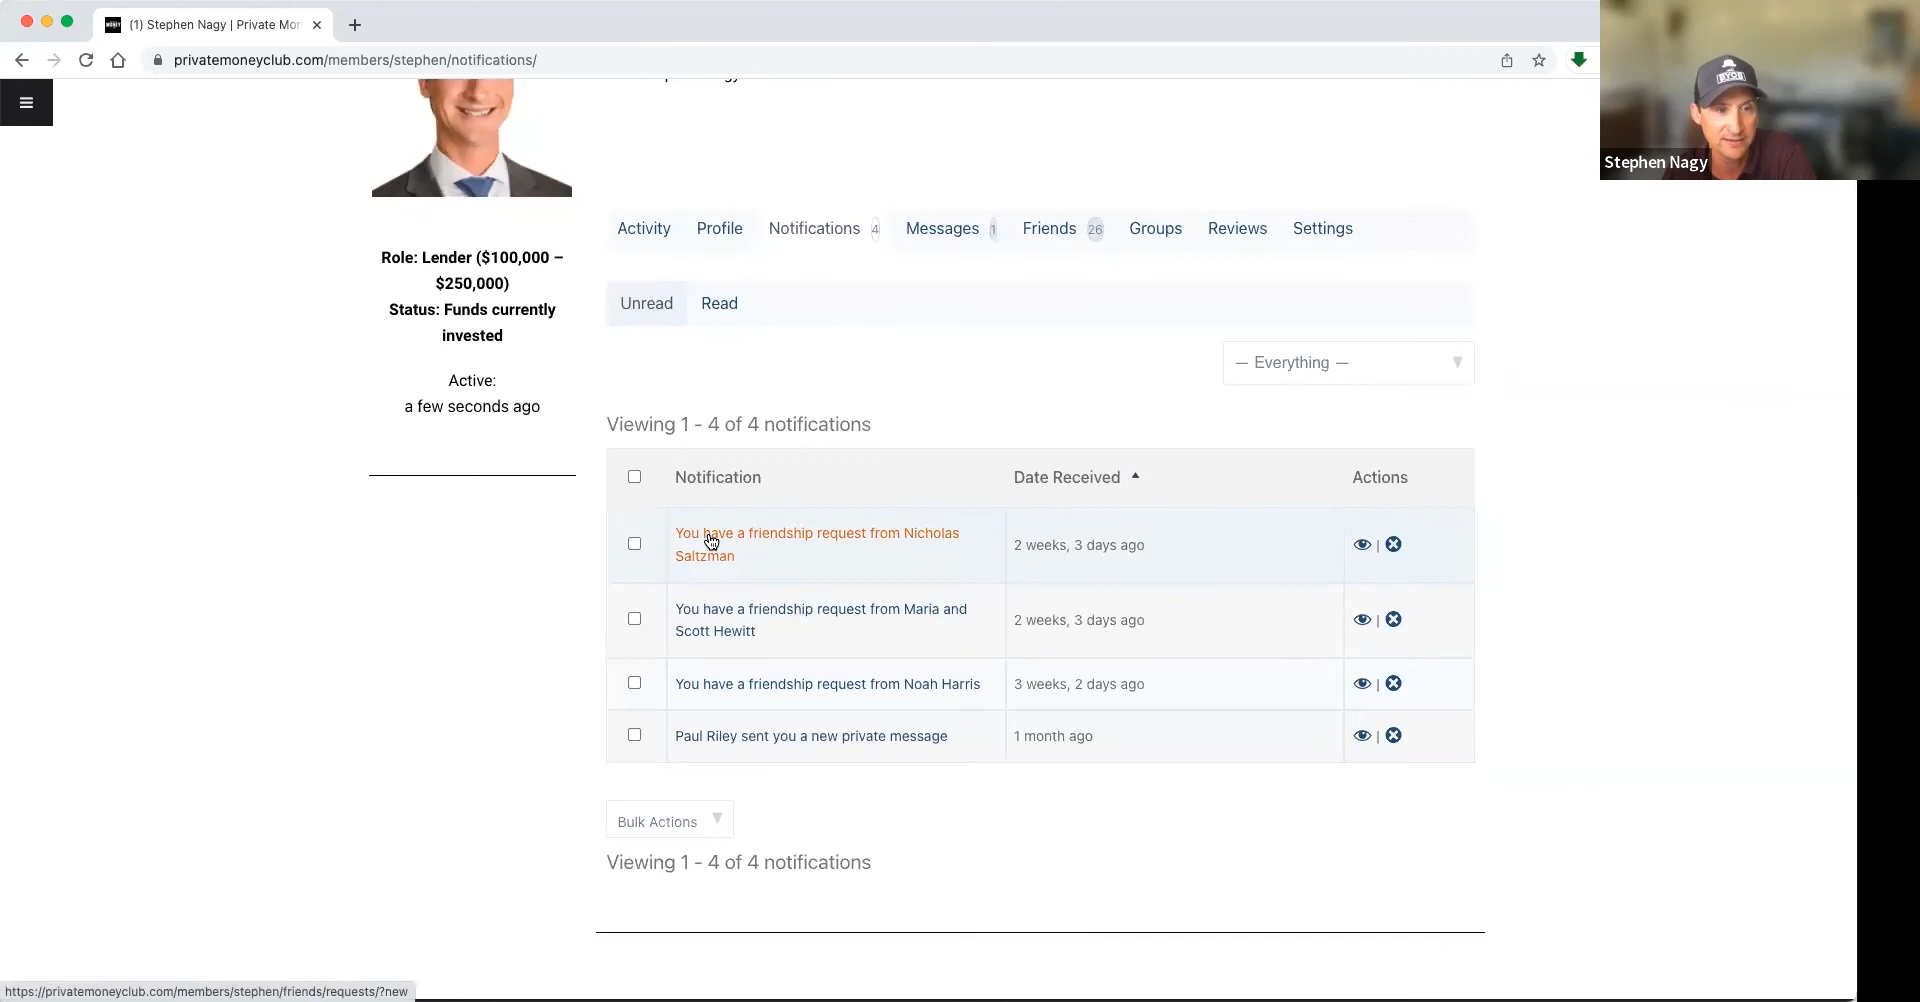 (1) Stephen Nagy | Private Mon
privatemoneyclub.com/members/stephen/notifications/
BYOB
Stephen Nagy
Role: Lender ($100,000 –
$250,000)
Status: Funds currently
invested
Active:
a few seconds ago
Activity Profile Notifications 4 Messages 1 Friends 26 Groups Reviews Settings
Unread Read
— Everything —
Viewing 1 - 4 of 4 notifications
Notification Date Received Actions
You have a friendship request from Nicholas
Saltzman
2 weeks, 3 days ago |
You have a friendship request from Maria and
Scott Hewitt
2 weeks, 3 days ago |
You have a friendship request from Noah Harris 3 weeks, 2 days ago |
Paul Riley sent you a new private message 1 month ago |
Bulk Actions
Viewing 1 - 4 of 4 notifications
https://privatemoneyclub.com/members/stephen/friends/requests/?new